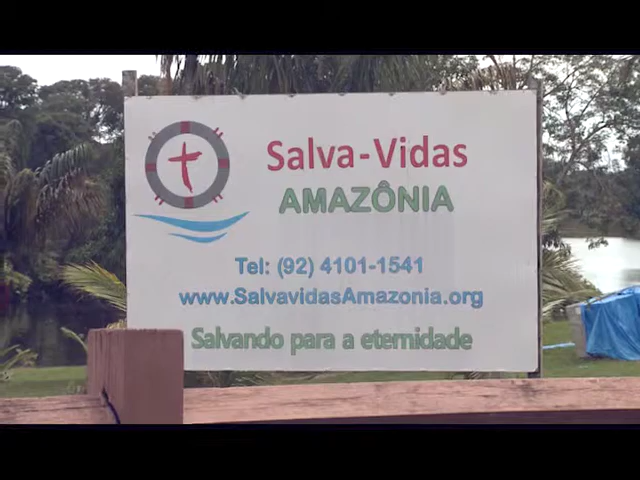 Salva-Vidas
AMAZÔNIA
Tel: (92) 4101-1541
www.SalvavidasAmazonia.org
Salvando para a eternidade